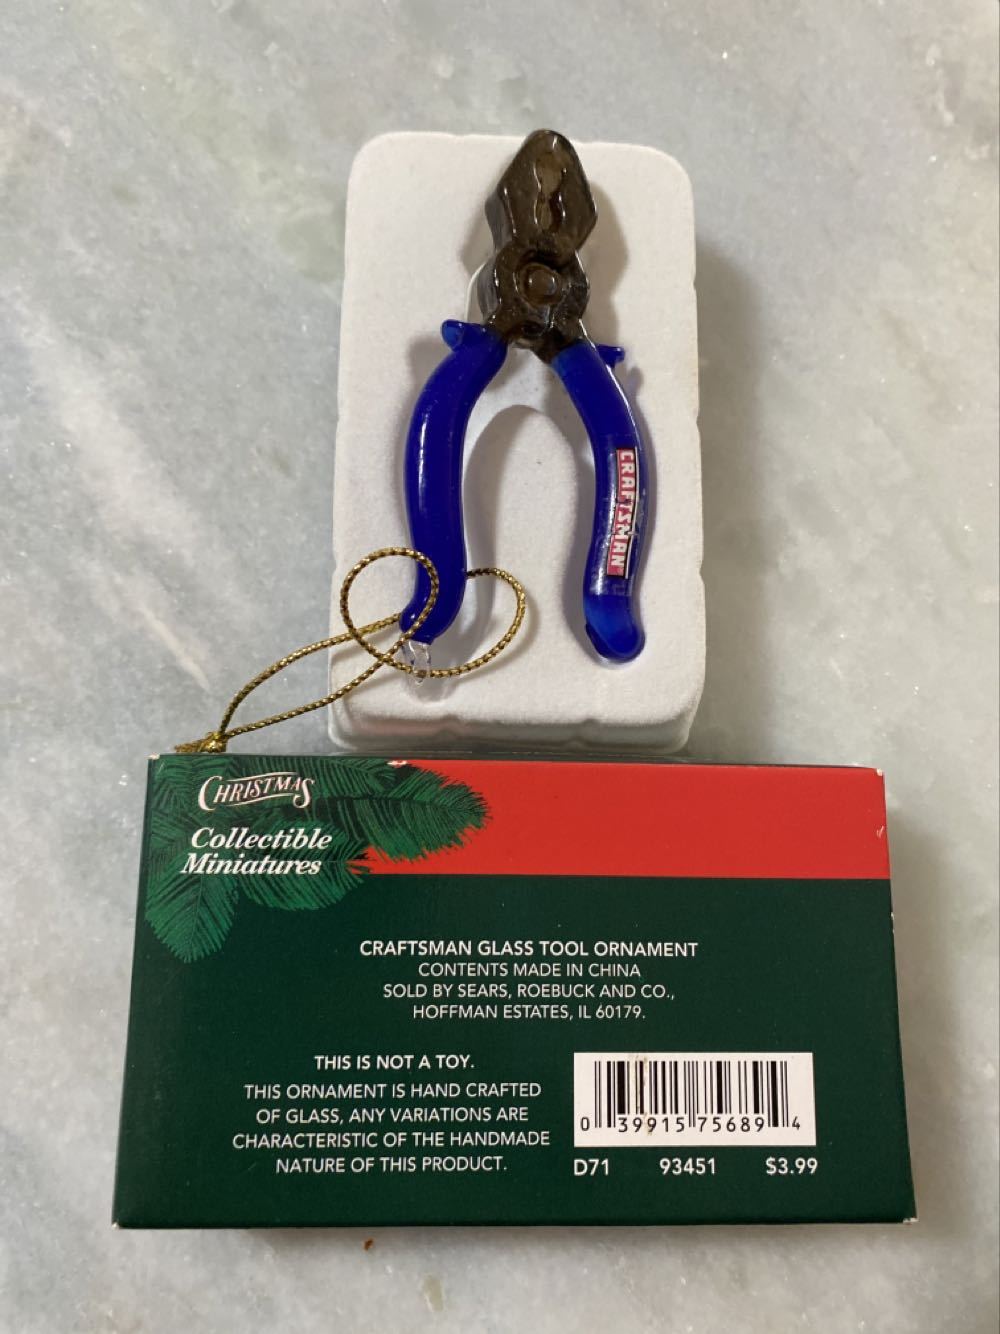 CRAFTSMAN
CHRISTMAS
Collectible
Miniatures
CRAFTSMAN GLASS TOOL ORNAMENT
CONTENTS MADE IN CHINA
SOLD BY SEARS, ROEBUCK AND CO.,
HOFFMAN ESTATES, IL 60179.
THIS IS NOT A TOY.
THIS ORNAMENT IS HAND CRAFTED
OF GLASS, ANY VARIATIONS ARE
CHARACTERISTIC OF THE HANDMADE
NATURE OF THIS PRODUCT.
0 39915 75689 4
D71 93451 $3.99